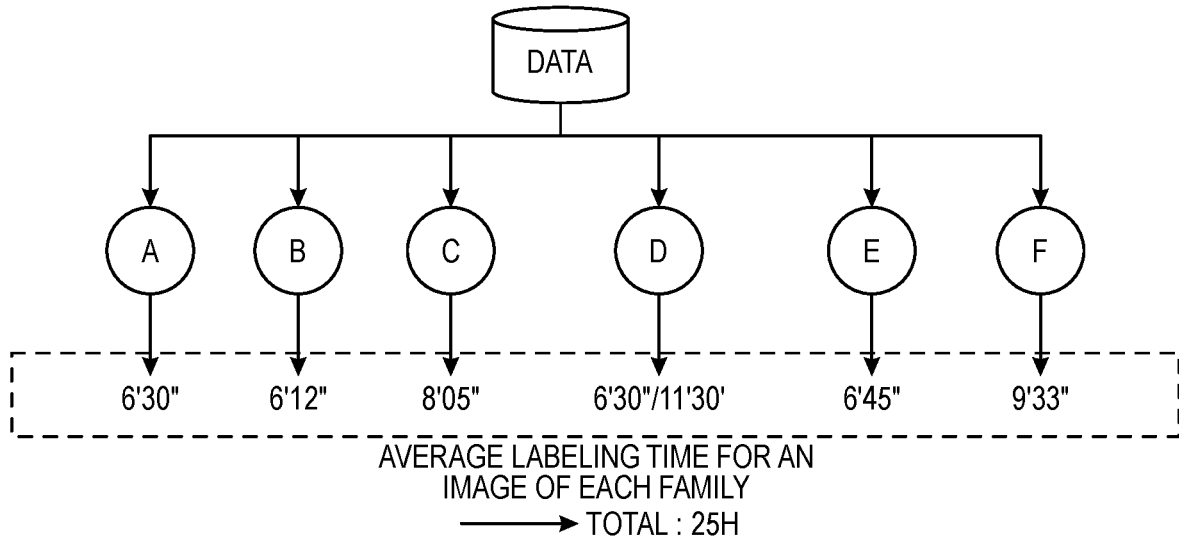 DATA
A B C D E F
6'30" 6'12" 8'05" 6'30"/11'30' 6'45" 9'33"
AVERAGE LABELING TIME FOR AN
IMAGE OF EACH FAMILY
TOTAL : 25H